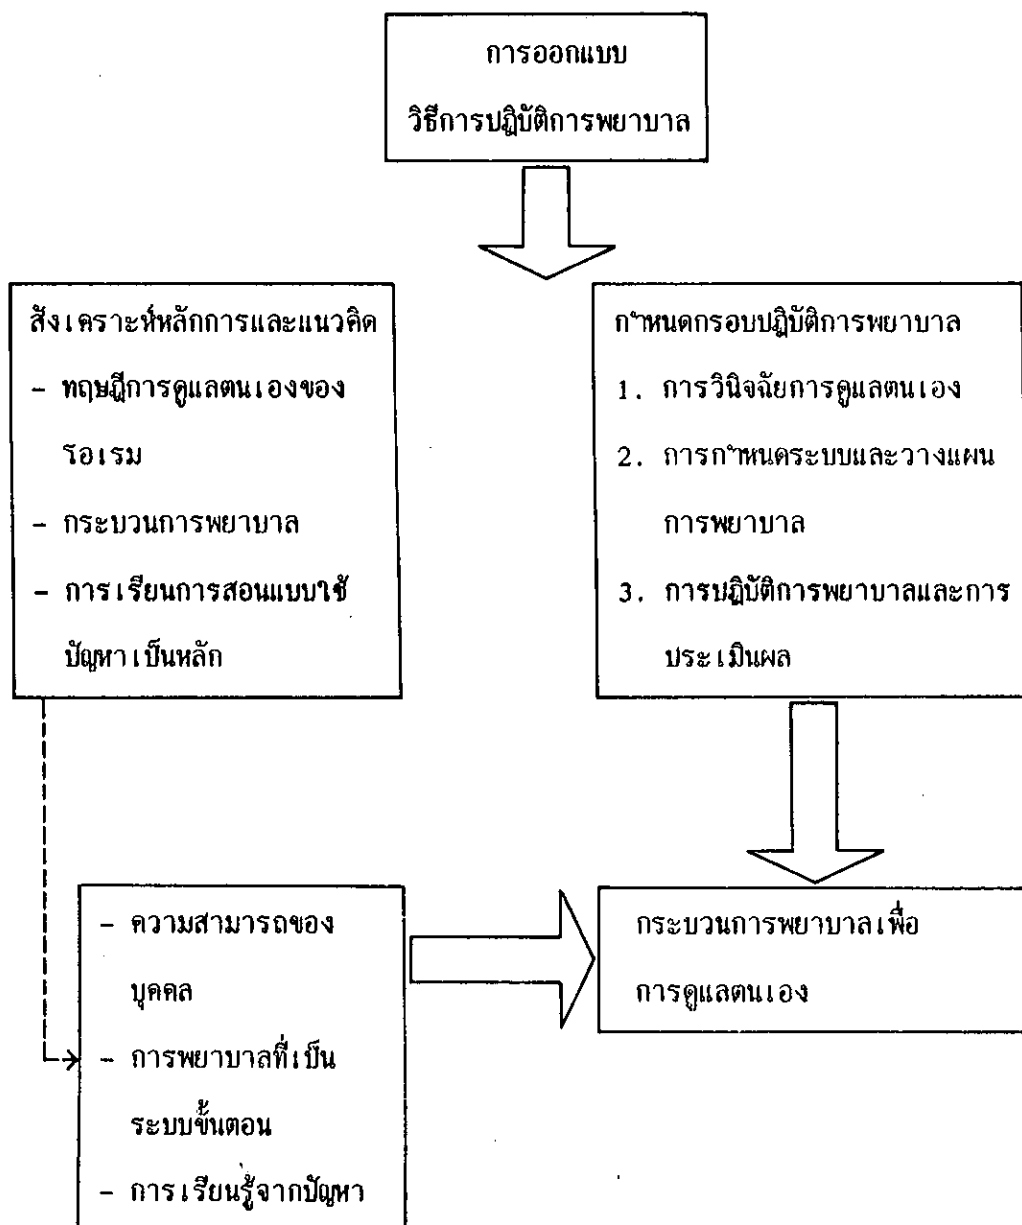 การออกแบบ
วิธีการปฏิบัติการพยาบาล
สังเคราะห์หลักการและแนวคิด
- ทฤษฎีการดูแลตนเองของ
โอเรม
- กระบวนการพยาบาล
- การเรียนการสอนแบบใช้
ปัญหาเป็นหลัก
กำหนดกรอบปฏิบัติการพยาบาล
1. การวินิจฉัยการดูแลตนเอง
2. การกำหนดระบบและวางแผน
การพยาบาล
3. การปฏิบัติการพยาบาลและการ
ประเมินผล
- ความสามารถของ
บุคคล
- การพยาบาลที่เป็น
ระบบขั้นตอน
- การเรียนรู้จากปัญหา
กระบวนการพยาบาลเพื่อ
การดูแลตนเอง